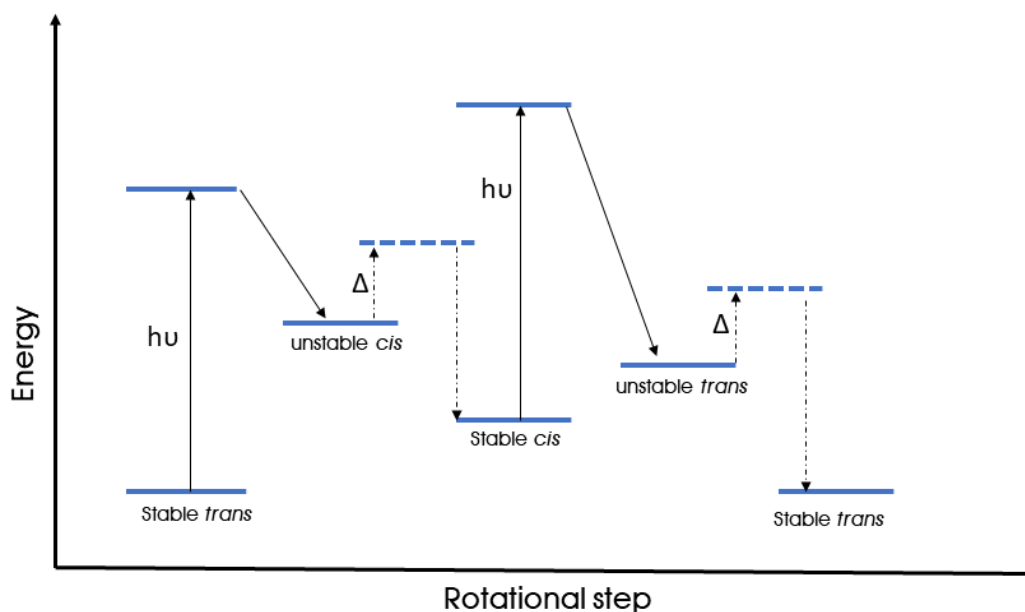 Energy
hυ
hυ
Δ
unstable cis
Δ
unstable trans
Stable cis
Stable trans
Stable trans
Rotational step